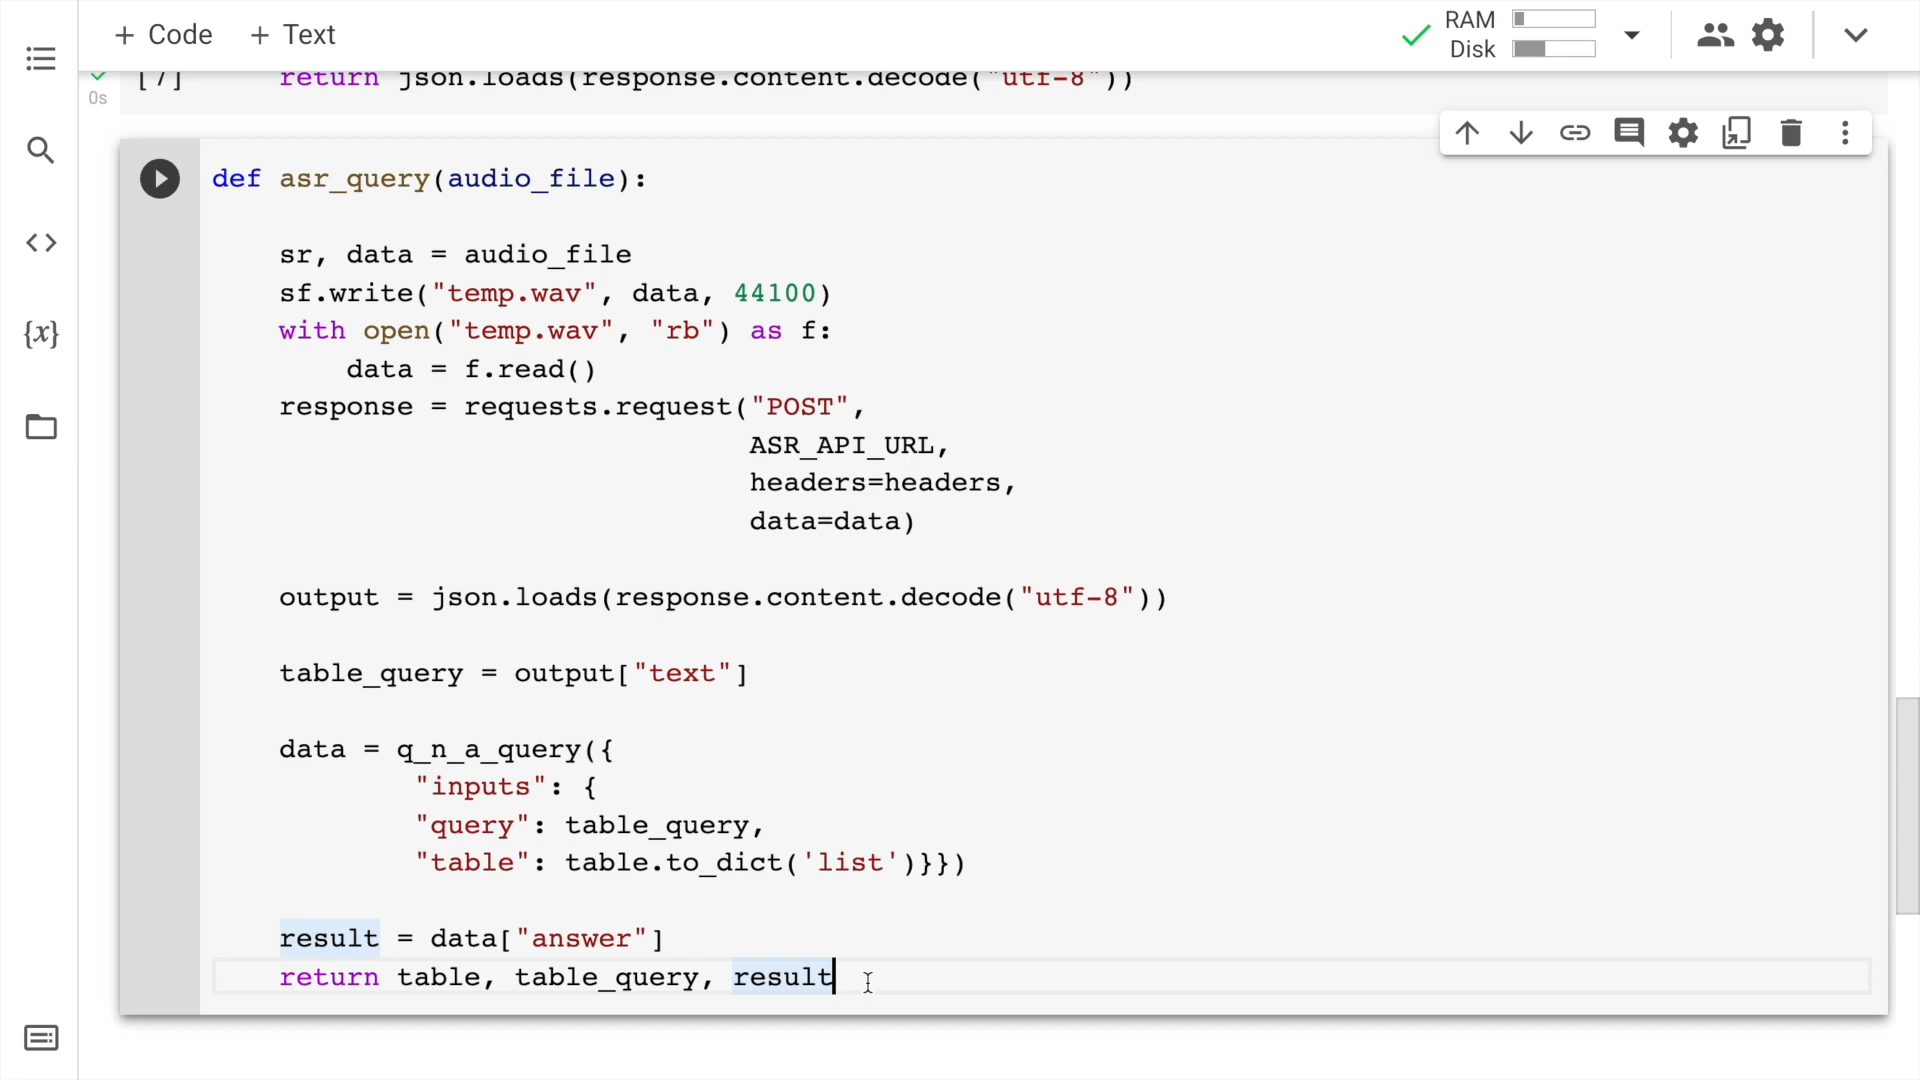 + Code + Text
RAM
Disk
[7] return json.loads(response.content.decode("utf-8"))
0s
def asr_query(audio_file):
sr, data = audio_file
sf.write("temp.wav", data, 44100)
with open("temp.wav", "rb") as f:
data = f.read()
response = requests.request("POST",
ASR_API_URL,
headers=headers,
data=data)
output = json.loads(response.content.decode("utf-8"))
table_query = output["text"]
data = q_n_a_query({
"inputs": {
"query": table_query,
"table": table.to_dict('list')}})
result = data["answer"]
return table, table_query, result
{x}